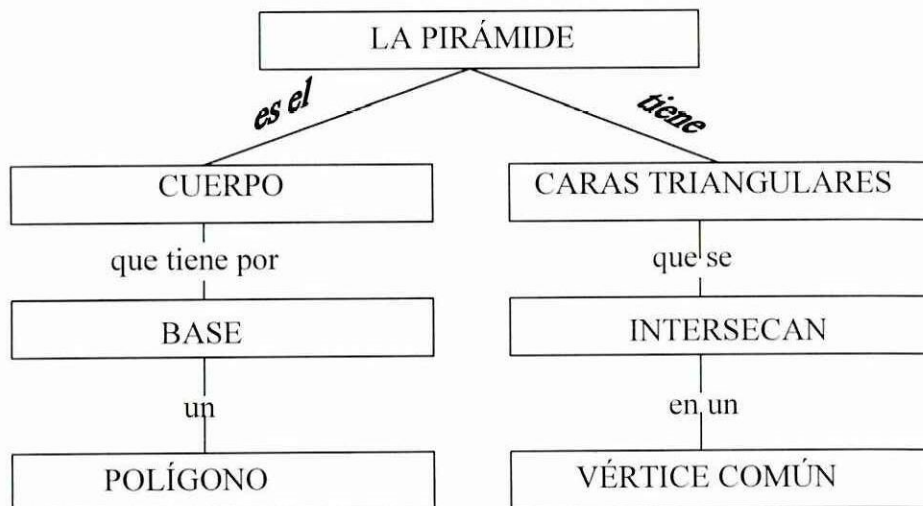 LA PIRÁMIDE
es el
tiene
CUERPO
CARAS TRIANGULARES
que tiene por
que se
BASE
INTERSECAN
un
en un
POLÍGONO
VÉRTICE COMÚN